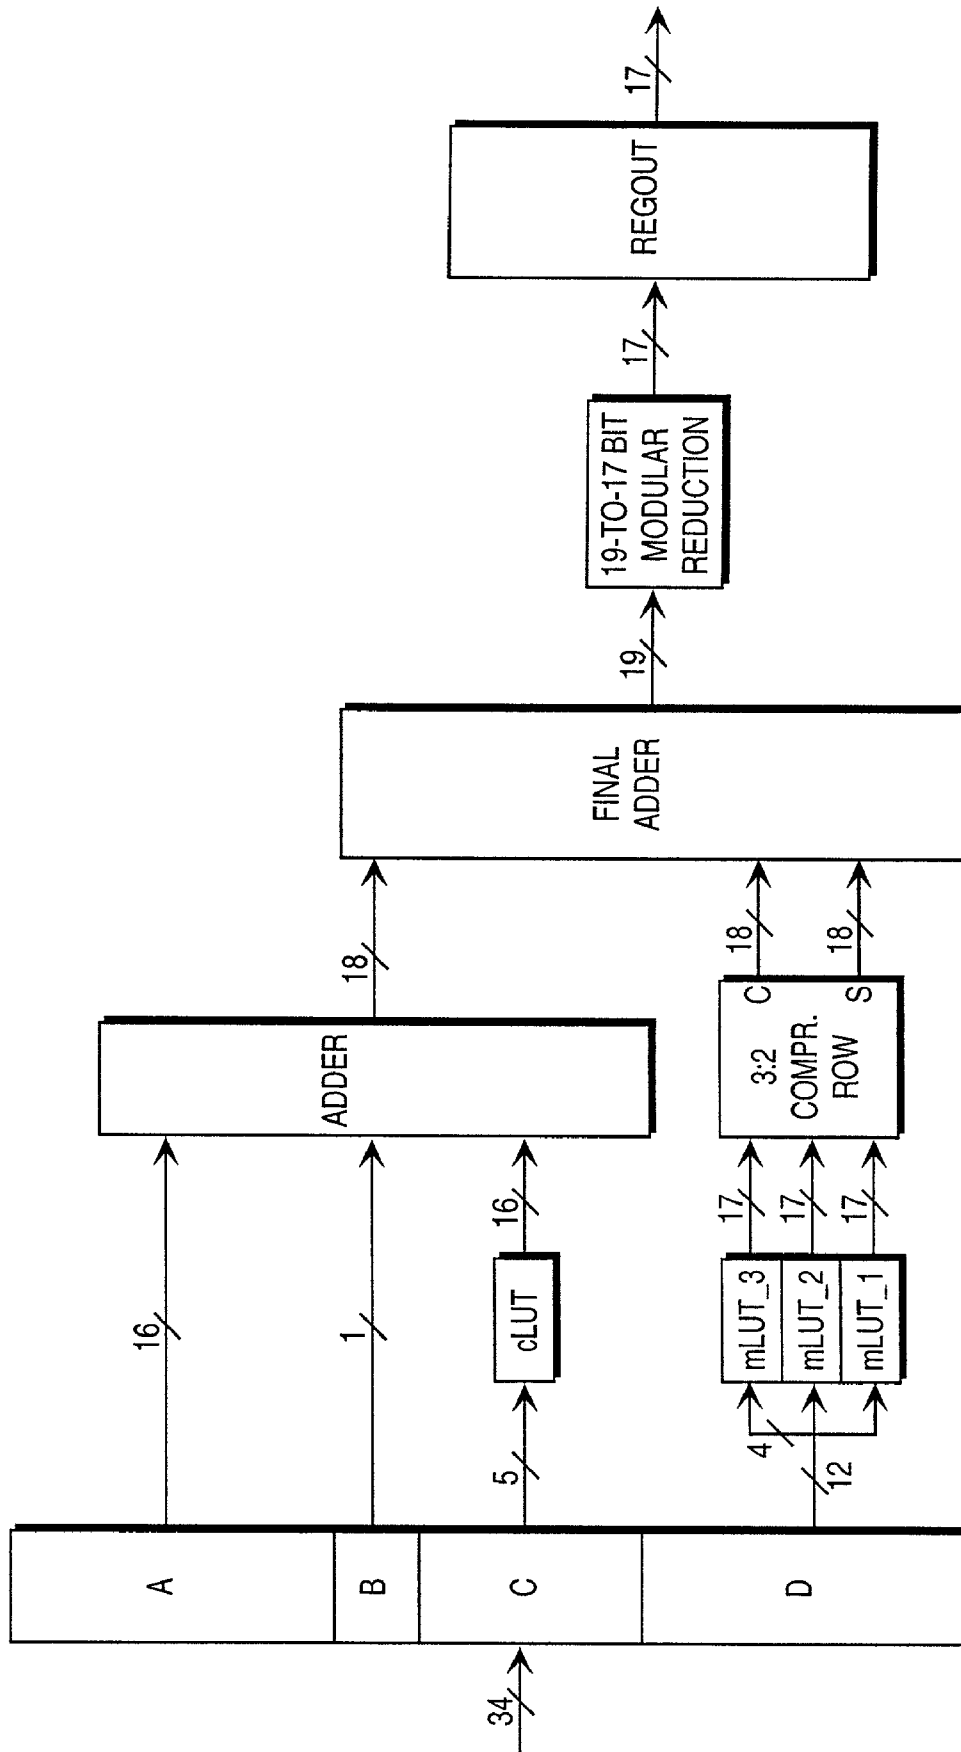 34
A
B
C
D
16
1
5
12
4
cLUT
mLUT_3
mLUT_2
mLUT_1
16
17
17
17
ADDER
3:2
COMPR.
ROW
C
S
18
18
18
FINAL
ADDER
19
19-TO-17 BIT
MODULAR
REDUCTION
17
REGOUT
17